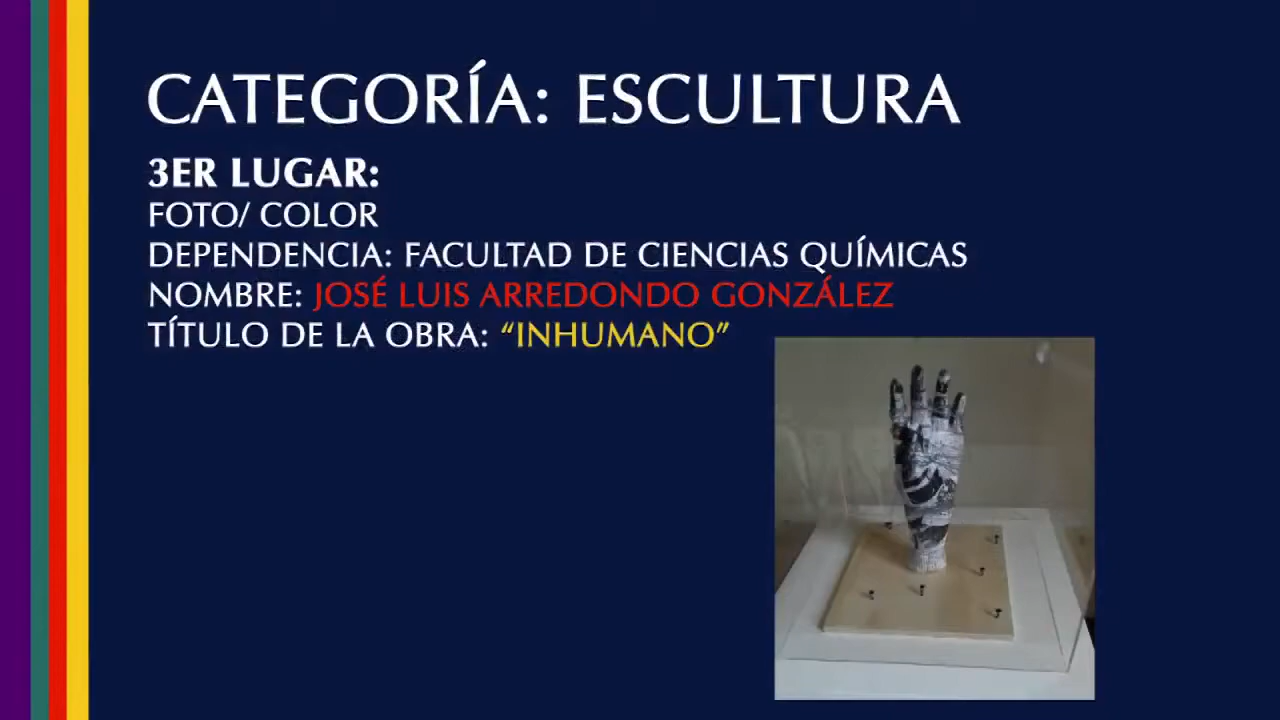 CATEGORÍA: ESCULTURA
3ER LUGAR:
FOTO/ COLOR
DEPENDENCIA: FACULTAD DE CIENCIAS QUÍMICAS
NOMBRE: JOSÉ LUIS ARREDONDO GONZÁLEZ
TÍTULO DE LA OBRA: “INHUMANO”